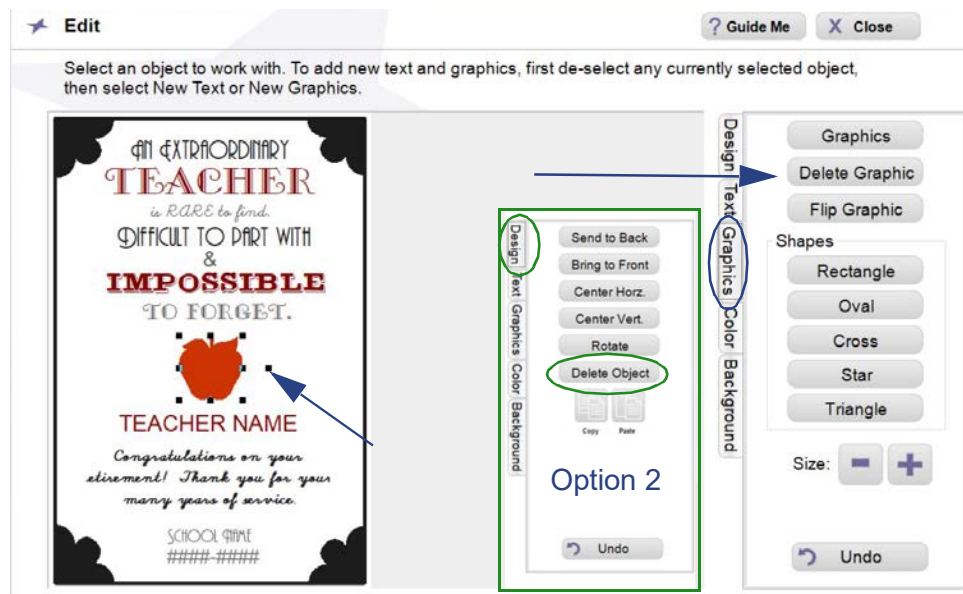 Edit
? Guide Me
X Close
Select an object to work with. To add new text and graphics, first de-select any currently selected object,
then select New Text or New Graphics.
AN EXTRAORDINARY
TEACHER
is RARE to find.
DIFFICULT TO PART WITH
&
IMPOSSIBLE
TO FORGET.
TEACHER NAME
Congratulations on your
etirement! Thank you for your
many years of service.
SCHOOL NAME
####-####
Design
Text
Graphics
Color
Background
Send to Back
Bring to Front
Center Horz.
Center Vert.
Rotate
Delete Object
Copy
Paste
Option 2
Undo
Design
Text
Graphics
Color
Background
Graphics
Delete Graphic
Flip Graphic
Shapes
Rectangle
Oval
Cross
Star
Triangle
Size:
Undo